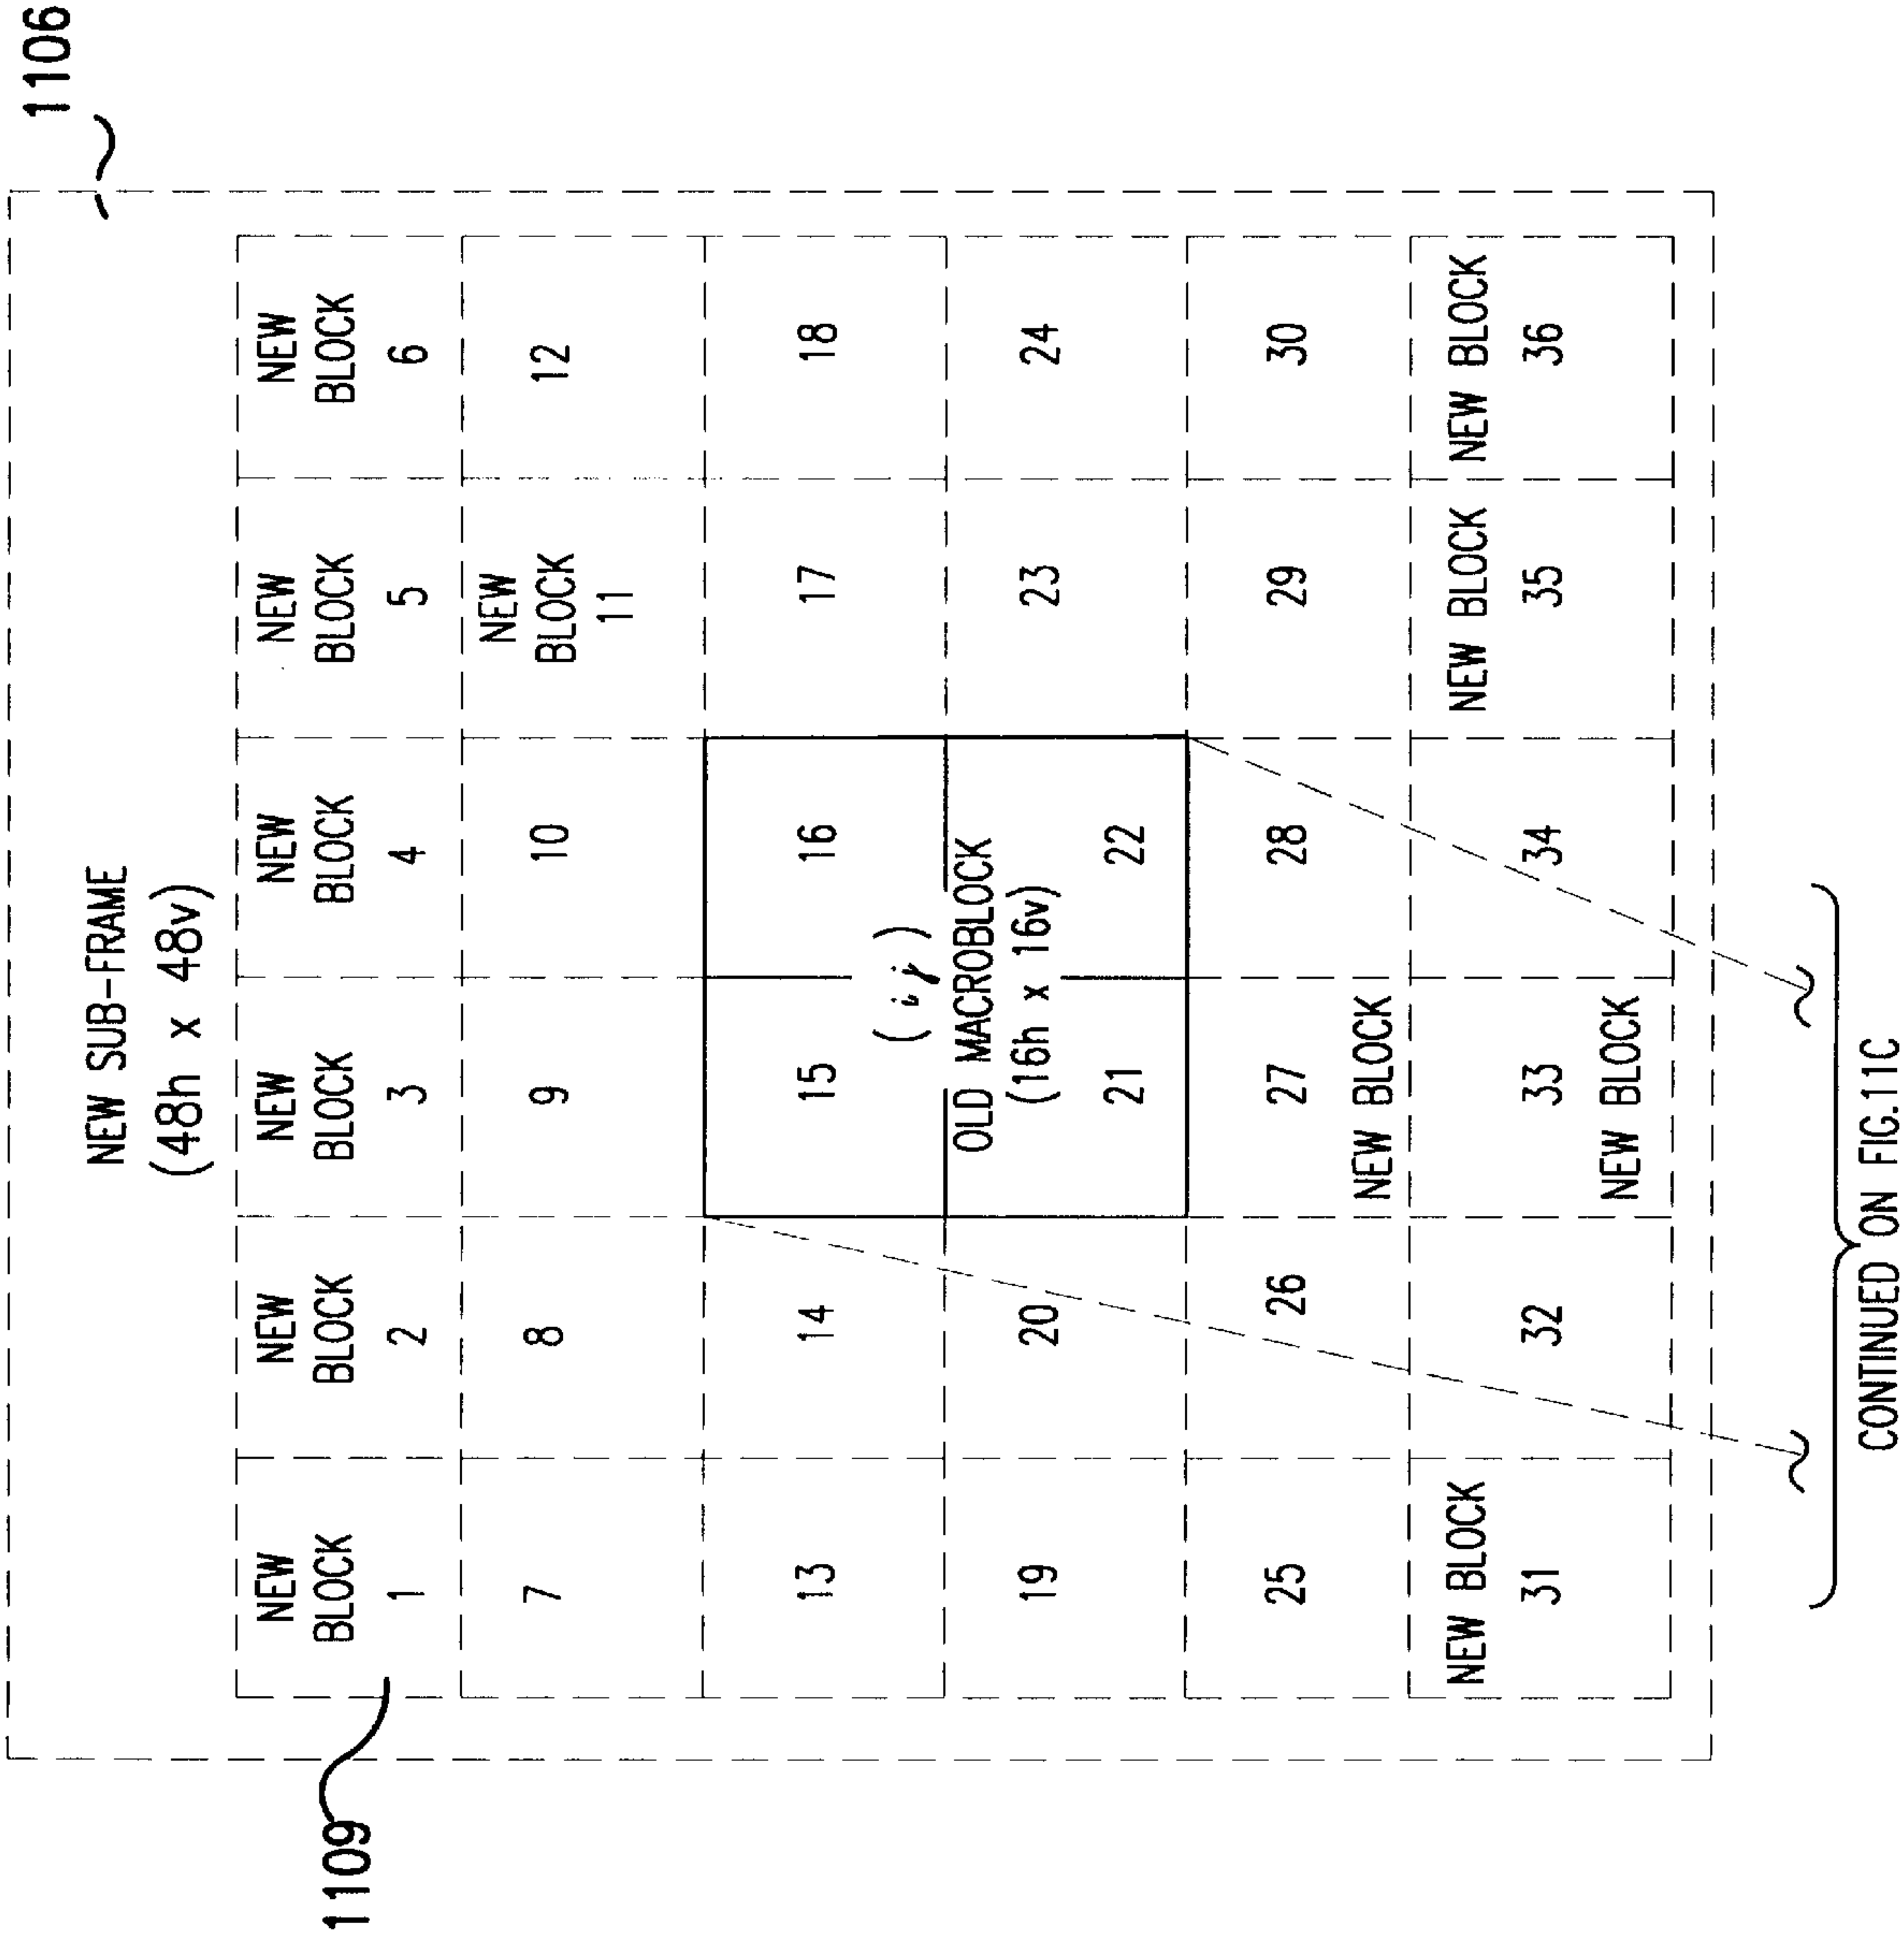 1106
NEW SUB-FRAME
(48h x 48v)
1109
NEW BLOCK 1
NEW BLOCK 2
NEW BLOCK 3
NEW BLOCK 4
NEW BLOCK 5
NEW BLOCK 6
7
8
9
10
NEW BLOCK 11
12
13
14
15
16
17
18
(i,j)
OLD MACROBLOCK
(16h x 16v)
19
20
21
22
23
24
25
26
27
NEW BLOCK
28
29
30
NEW BLOCK
31
32
33
NEW BLOCK
34
NEW BLOCK
35
NEW BLOCK
36
CONTINUED ON FIG.11C